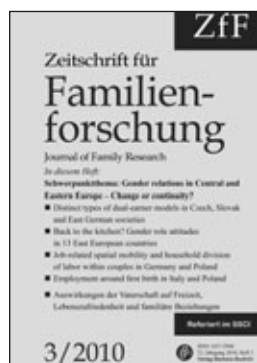 ZfF
Zeitschrift für
Familien-
forschung
Journal of Family Research
In diesem Heft:
Schwerpunktthema: Gender relations in Central and
Eastern Europe – Change or continuity?
■ Distinct types of dual-earner models in Czech, Slovak
and East German societies
■ Back to the kitchen? Gender role attitudes
in 13 East European countries
■ Job-related spatial mobility and household division
of labor within couples in Germany and Poland
■ Employment around first birth in Italy and Poland
■ Auswirkungen der Vaterschaft auf Freizeit,
Lebenszufriedenheit und familiäre Beziehungen
Referiert im SSCI
3/2010